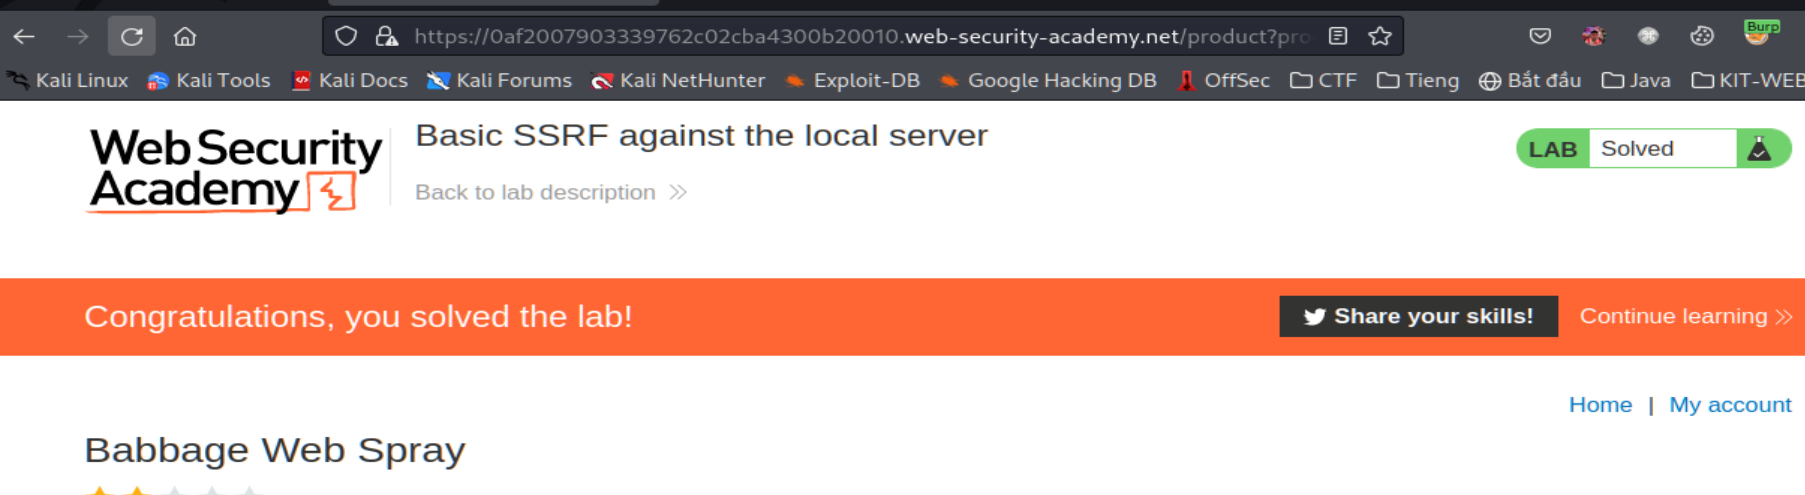 https://0af2007903339762c02cba4300b20010.web-security-academy.net/product?pro
Burp
Kali Linux Kali Tools Kali Docs Kali Forums Kali NetHunter Exploit-DB Google Hacking DB OffSec CTF Tieng Bắt đầu Java KIT-WEB
Web Security
Academy
Basic SSRF against the local server
Back to lab description
LAB Solved
Congratulations, you solved the lab!
Share your skills! Continue learning
Home | My account
Babbage Web Spray